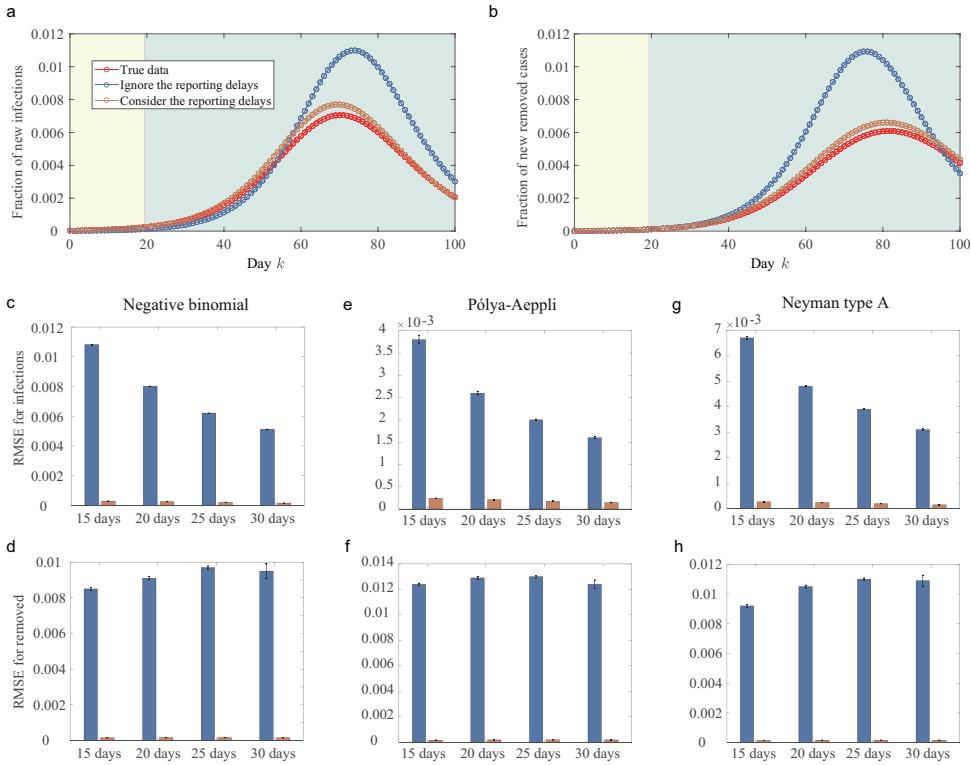 a
b
0.012
0.01
0.008
0.006
0.004
0.002
0
Fraction of new infections
True data
Ignore the reporting delays
Consider the reporting delays
0 20 40 60 80 100
Day k
0.012
0.01
0.008
0.006
0.004
0.002
0
Fraction of new removed cases
0 20 40 60 80 100
Day k
c
Negative binomial
0.012
0.01
0.008
0.006
0.004
0.002
0
RMSE for infections
15 days 20 days 25 days 30 days
e
Pólya-Aeppli
×10-3
4
3.5
3
2.5
2
1.5
1
0.5
0
15 days 20 days 25 days 30 days
g
Neyman type A
×10-3
7
6
5
4
3
2
1
0
15 days 20 days 25 days 30 days
d
0.01
0.008
0.006
0.004
0.002
0
RMSE for removed
15 days 20 days 25 days 30 days
f
0.014
0.012
0.01
0.008
0.006
0.004
0.002
0
15 days 20 days 25 days 30 days
h
0.012
0.01
0.008
0.006
0.004
0.002
0
15 days 20 days 25 days 30 days